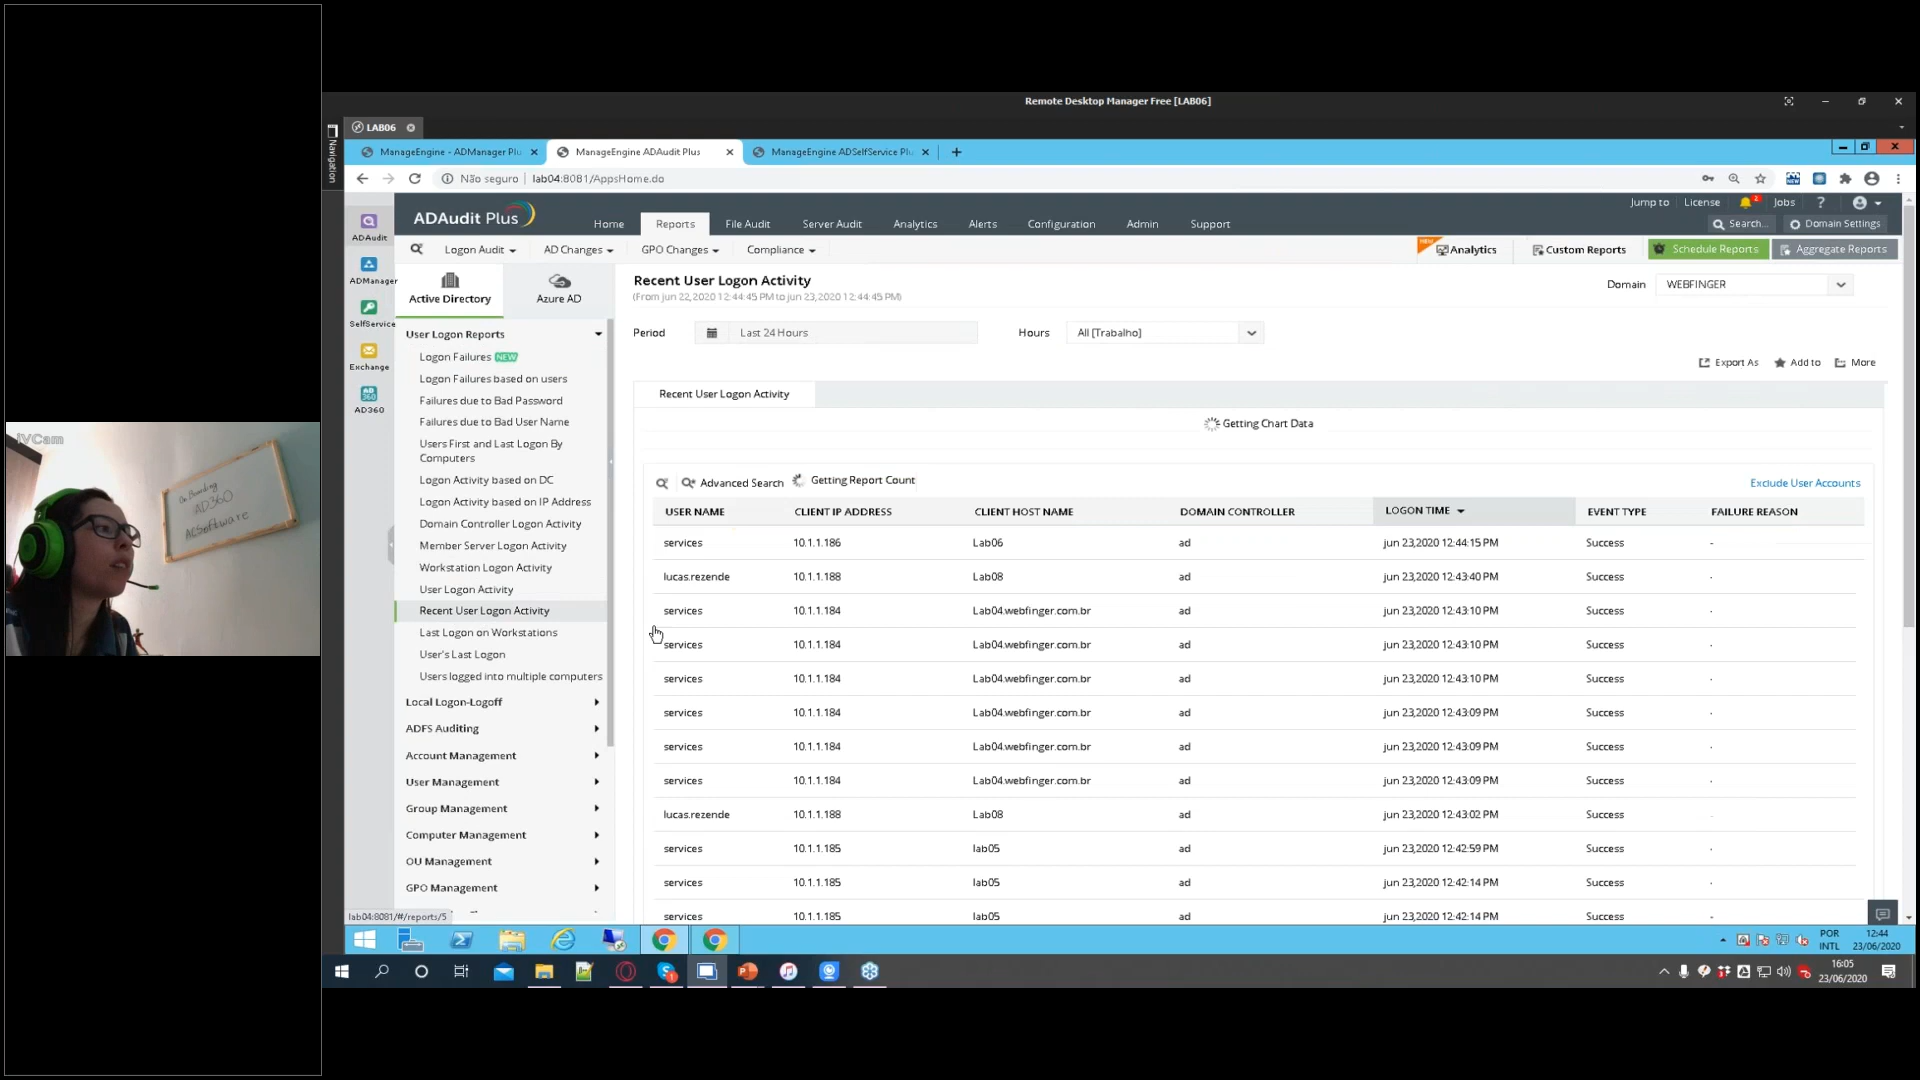 iVCam
On Boarding
AD360
ACSoftware
Remote Desktop Manager Free [LAB06]
Navigation
LAB06
ManageEngine - ADManager Plu
ManageEngine ADAudit Plus
ManageEngine ADSelfService Plu
Não seguro
lab04:8081/AppsHome.do
ADAudit
ADManager
SelfService
Exchange
AD360
ADAudit Plus
Home
Reports
File Audit
Server Audit
Analytics
Alerts
Configuration
Admin
Support
Jump to
License
2
Jobs
?
Search...
Domain Settings
Logon Audit
AD Changes
GPO Changes
Compliance
NEW
Analytics
Custom Reports
Schedule Reports
Aggregate Reports
Active Directory
Azure AD
User Logon Reports
Logon Failures NEW
Logon Failures based on users
Failures due to Bad Password
Failures due to Bad User Name
Users First and Last Logon By
Computers
Logon Activity based on DC
Logon Activity based on IP Address
Domain Controller Logon Activity
Member Server Logon Activity
Workstation Logon Activity
User Logon Activity
Recent User Logon Activity
Last Logon on Workstations
User's Last Logon
Users logged into multiple computers
Local Logon-Logoff
ADFS Auditing
Account Management
User Management
Group Management
Computer Management
OU Management
GPO Management
lab04:8081/#/reports/5
Recent User Logon Activity
(From jun 22,2020 12:44:45 PM to jun 23,2020 12:44:45 PM)
Domain
WEBFINGER
Period
Last 24 Hours
Hours
All [Trabalho]
Export As
Add to
More
Recent User Logon Activity
Getting Chart Data
Advanced Search
Getting Report Count
Exclude User Accounts
USER NAME CLIENT IP ADDRESS CLIENT HOST NAME DOMAIN CONTROLLER LOGON TIME EVENT TYPE FAILURE REASON
services 10.1.1.186 Lab06 ad jun 23,2020 12:44:15 PM Success -
lucas.rezende 10.1.1.188 Lab08 ad jun 23,2020 12:43:40 PM Success -
services 10.1.1.184 Lab04.webfinger.com.br ad jun 23,2020 12:43:10 PM Success -
services 10.1.1.184 Lab04.webfinger.com.br ad jun 23,2020 12:43:10 PM Success -
services 10.1.1.184 Lab04.webfinger.com.br ad jun 23,2020 12:43:10 PM Success -
services 10.1.1.184 Lab04.webfinger.com.br ad jun 23,2020 12:43:09 PM Success -
services 10.1.1.184 Lab04.webfinger.com.br ad jun 23,2020 12:43:09 PM Success -
services 10.1.1.184 Lab04.webfinger.com.br ad jun 23,2020 12:43:09 PM Success -
lucas.rezende 10.1.1.188 Lab08 ad jun 23,2020 12:43:02 PM Success -
services 10.1.1.185 lab05 ad jun 23,2020 12:42:59 PM Success -
services 10.1.1.185 lab05 ad jun 23,2020 12:42:14 PM Success -
services 10.1.1.185 lab05 ad jun 23,2020 12:42:14 PM Success -
POR
INTL
12:44
23/06/2020
16:05
23/06/2020